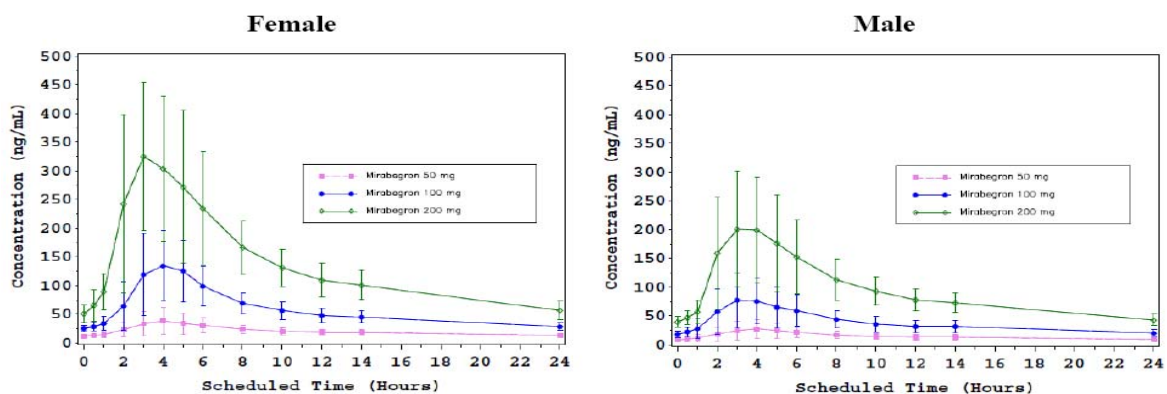 Female
500
450
400
350
300
250
200
150
100
50
0
Concentration (ng/mL)
Mirabegron 50 mg
Mirabegron 100 mg
Mirabegron 200 mg
0 2 4 6 8 10 12 14 16 18 20 22 24
Scheduled Time (Hours)
Male
500
450
400
350
300
250
200
150
100
50
0
Concentration (ng/mL)
Mirabegron 50 mg
Mirabegron 100 mg
Mirabegron 200 mg
0 2 4 6 8 10 12 14 16 18 20 22 24
Scheduled Time (Hours)